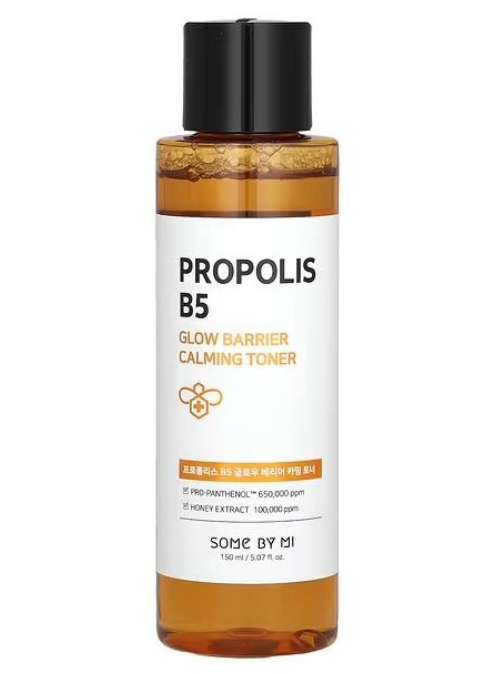 PROPOLIS
B5
GLOW BARRIER
CALMING TONER
프로폴리스 B5 글로우 베리어 카밍 토너
PRO-PANTHENOL™ 650,000 ppm
HONEY EXTRACT 100,000 ppm
SOME BY MI
150 ml / 5.07 fl. oz.